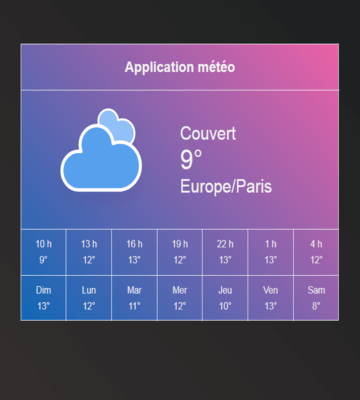 Application météo
Couvert
9°
Europe/Paris
10 h 13 h 16 h 19 h 22 h 1 h 4 h
9° 12° 13° 12° 13° 13° 12°
Dim Lun Mar Mer Jeu Ven Sam
13° 12° 11° 12° 10° 13° 8°